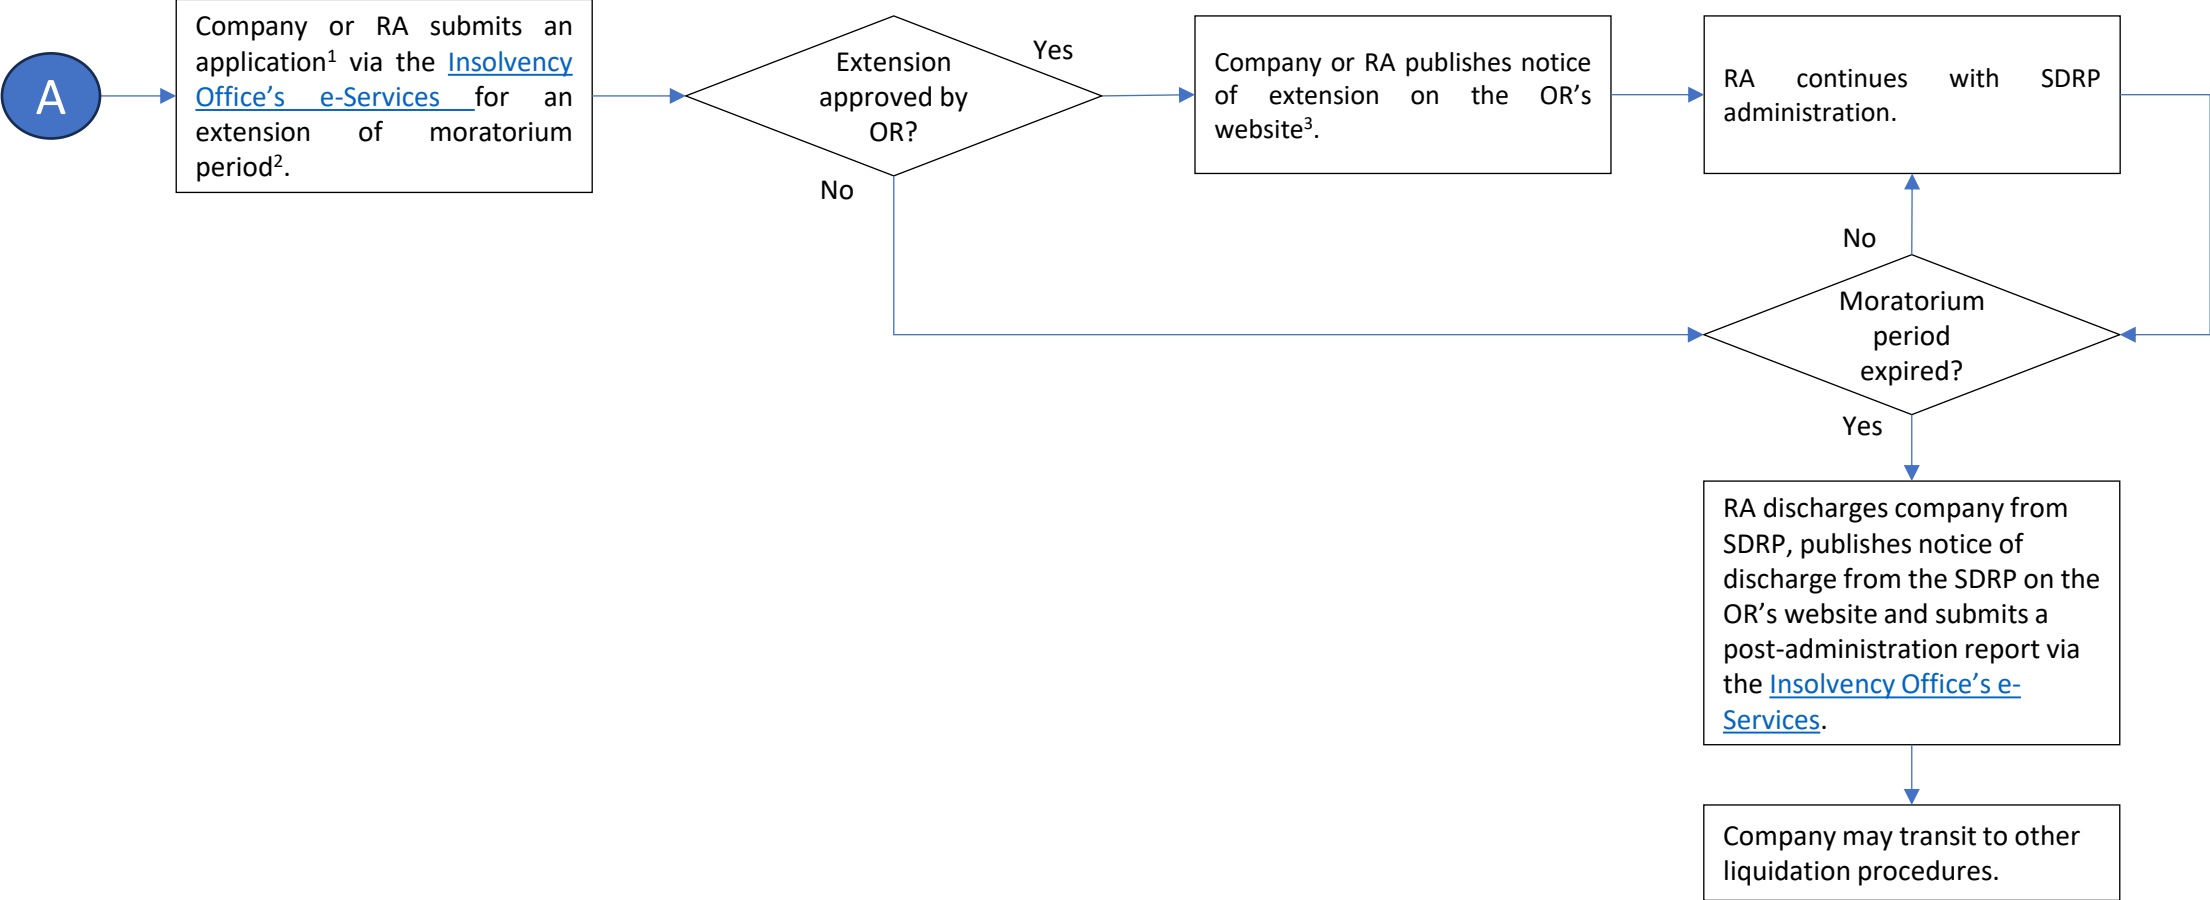 A
Company or RA submits an
application¹ via the Insolvency
Office’s e-Services for an
extension of moratorium
period².
Extension
approved by
OR?
Yes
No
Company or RA publishes notice
of extension on the OR’s
website³.
RA continues with SDRP
administration.
No
Moratorium
period
expired?
Yes
RA discharges company from
SDRP, publishes notice of
discharge from the SDRP on the
OR’s website and submits a
post-administration report via
the Insolvency Office’s e-
Services.
Company may transit to other
liquidation procedures.